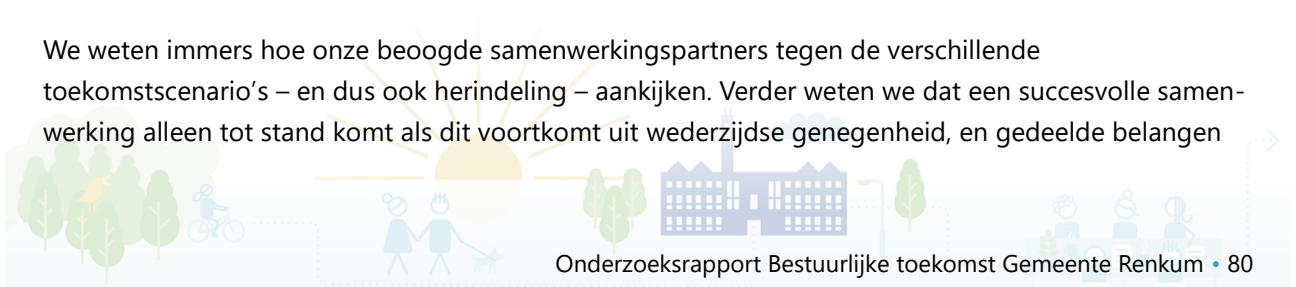 We weten immers hoe onze beoogde samenwerkingspartners tegen de verschillende
toekomstscenario’s – en dus ook herindeling – aankijken. Verder weten we dat een succesvolle samen-
werking alleen tot stand komt als dit voortkomt uit wederzijdse genegenheid, en gedeelde belangen
Onderzoeksrapport Bestuurlijke toekomst Gemeente Renkum • 80